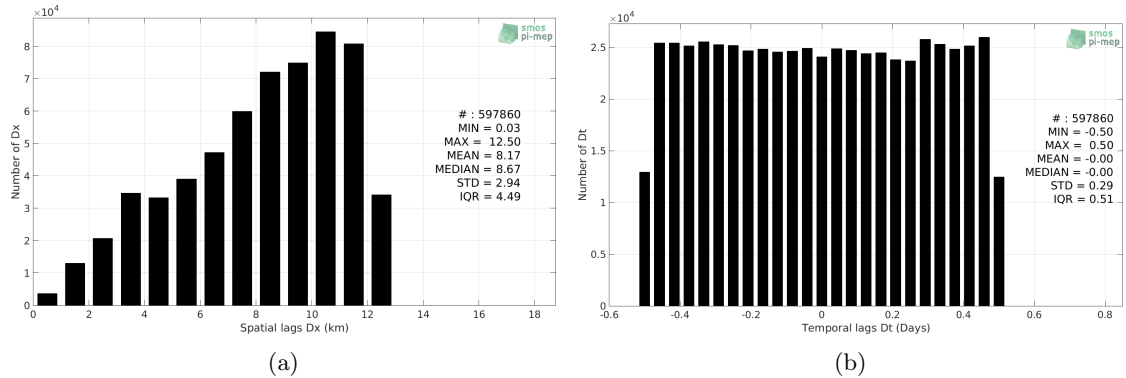 ×10^4
9
8
7
6
5
4
3
2
1
0
Number of Dx
0 2 4 6 8 10 12 14 16 18
Spatial lags Dx (km)
smos
pi-mep
# : 597860
MIN = 0.03
MAX = 12.50
MEAN = 8.17
MEDIAN = 8.67
STD = 2.94
IQR = 4.49
(a)
×10^4
2.5
2
1.5
1
0.5
0
Number of Dt
-0.6 -0.4 -0.2 0 0.2 0.4 0.6 0.8
Temporal lags Dt (Days)
smos
pi-mep
# : 597860
MIN = -0.50
MAX = 0.50
MEAN = -0.00
MEDIAN = -0.00
STD = 0.29
IQR = 0.51
(b)